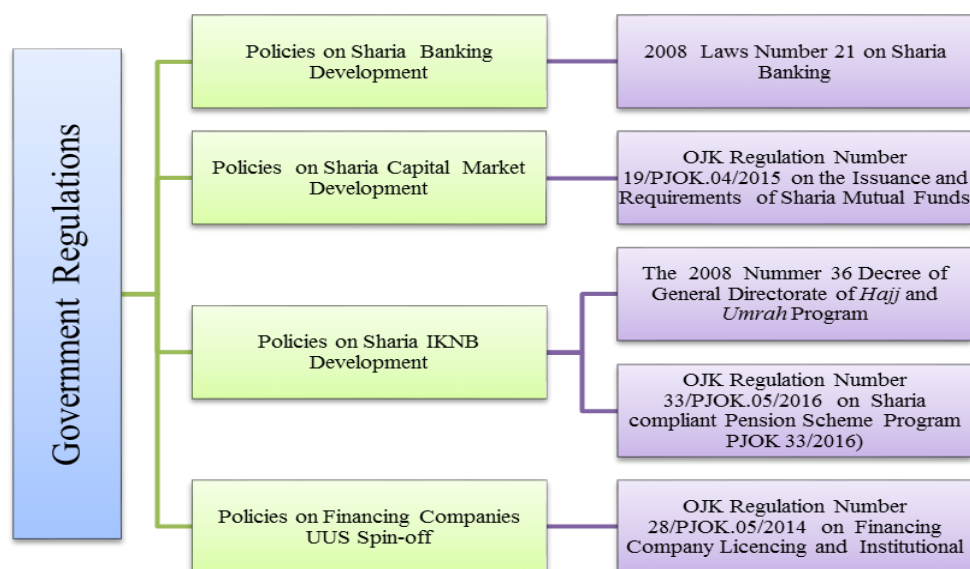 Government Regulations
Policies on Sharia Banking
Development
2008 Laws Number 21 on Sharia
Banking
Policies on Sharia Capital Market
Development
OJK Regulation Number
19/PJOK.04/2015 on the Issuance and
Requirements of Sharia Mutual Funds
Policies on Sharia IKNB
Development
The 2008 Nummer 36 Decree of
General Directorate of Hajj and
Umrah Program
OJK Regulation Number
33/PJOK.05/2016 on Sharia
compliant Pension Scheme Program
PJOK 33/2016)
Policies on Financing Companies
UUS Spin-off
OJK Regulation Number
28/PJOK.05/2014 on Financing
Company Licencing and Institutional